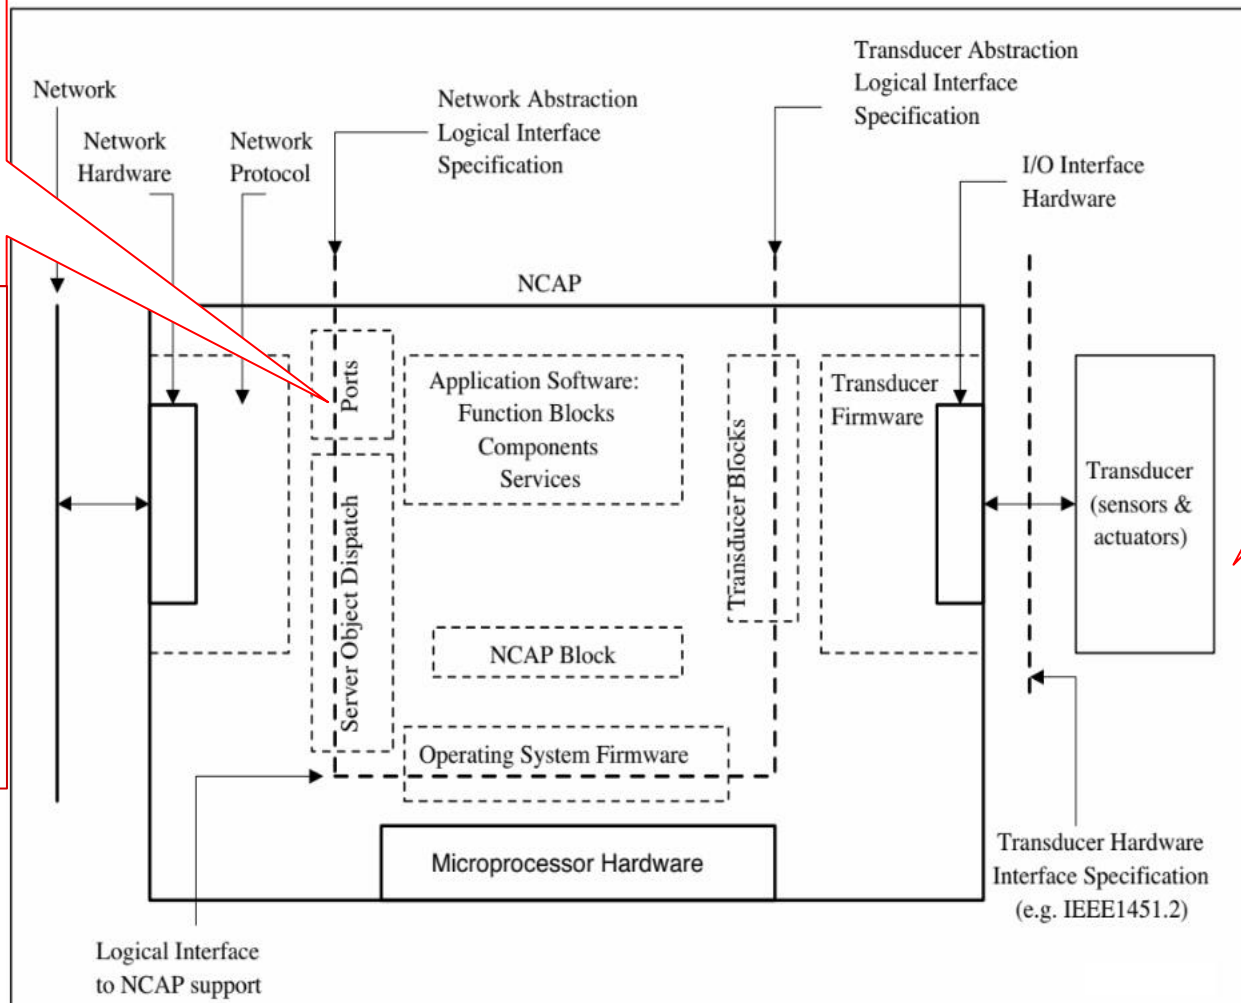 Network
Network
Hardware
Network
Protocol
Network Abstraction
Logical Interface
Specification
Transducer Abstraction
Logical Interface
Specification
I/O Interface
Hardware
NCAP
Ports
Server Object Dispatch
Application Software:
Function Blocks
Components
Services
NCAP Block
Operating System Firmware
Microprocessor Hardware
Transducer Blocks
Transducer
Firmware
Transducer
(sensors &
actuators)
Transducer Hardware
Interface Specification
(e.g. IEEE1451.2)
Logical Interface
to NCAP support